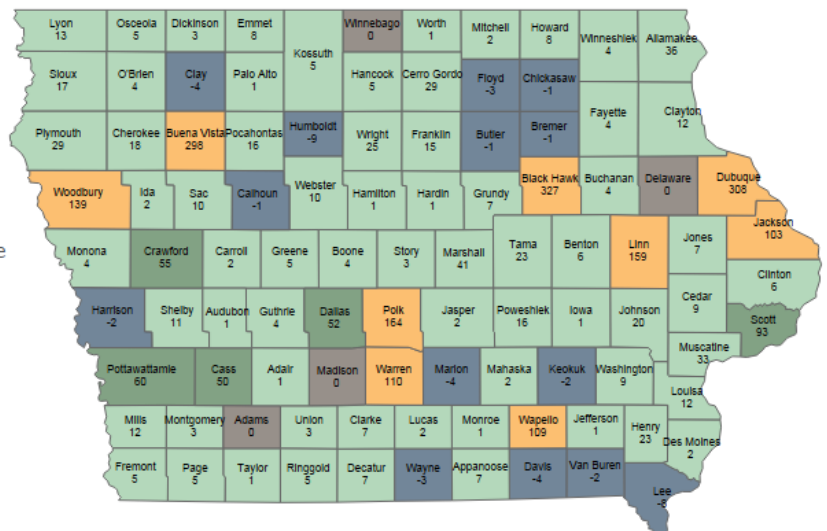 Lyon
13
Osceola
5
Dickinson
3
Emmet
8
Kossuth
5
Winnebago
0
Worth
1
Mitchell
2
Howard
8
Winneshiek
4
Allamakee
36
Sioux
17
O'Brien
4
Clay
-4
Palo Alto
1
Hancock
5
Cerro Gordo
29
Floyd
-3
Chickasaw
-1
Fayette
4
Clayton
12
Plymouth
29
Cherokee
18
Buena Vista
298
Pocahontas
16
Humboldt
-9
Wright
25
Franklin
15
Butler
-1
Bremer
-1
Woodbury
139
Ida
2
Sac
10
Calhoun
-1
Webster
10
Hamilton
1
Hardin
1
Grundy
7
Black Hawk
327
Buchanan
4
Delaware
0
Dubuque
308
Jackson
103
e
Monona
4
Crawford
55
Carroll
2
Greene
5
Boone
4
Story
3
Marshall
41
Tama
23
Benton
6
Linn
159
Jones
7
Clinton
6
Harrison
-2
Shelby
11
Audubon
1
Guthrie
4
Dallas
52
Polk
164
Jasper
2
Poweshiek
16
Iowa
1
Johnson
20
Cedar
9
Scott
93
Muscatine
33
Pottawattamie
60
Cass
50
Adair
1
Madison
0
Warren
110
Marion
-4
Mahaska
2
Keokuk
-2
Washington
9
Louisa
12
Mills
12
Montgomery
3
Adams
0
Union
3
Clarke
7
Lucas
2
Monroe
1
Wapello
109
Jefferson
1
Henry
23
Des Moines
2
Fremont
5
Page
5
Taylor
1
Ringgold
5
Decatur
7
Wayne
-3
Appanoose
7
Davis
-4
Van Buren
-2
Lee